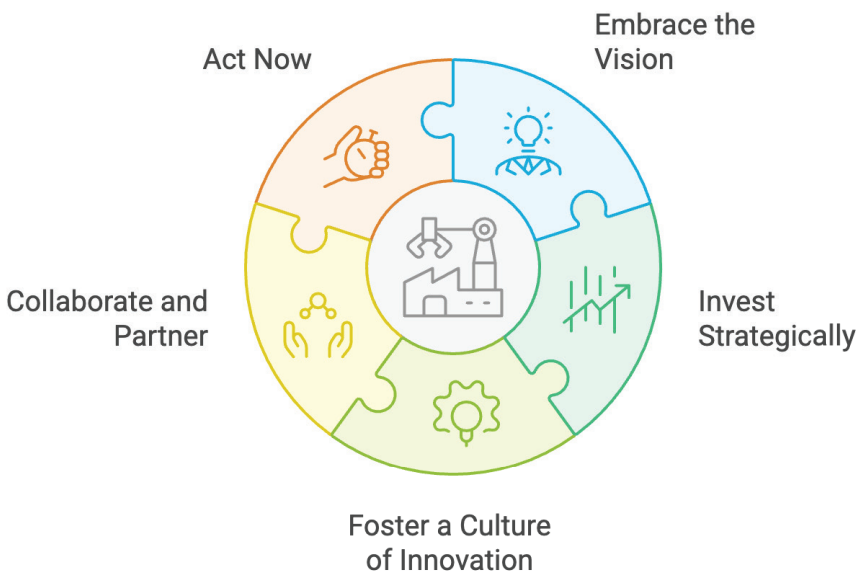 Embrace the
Vision
Act Now
Collaborate and
Partner
Invest
Strategically
Foster a Culture
of Innovation